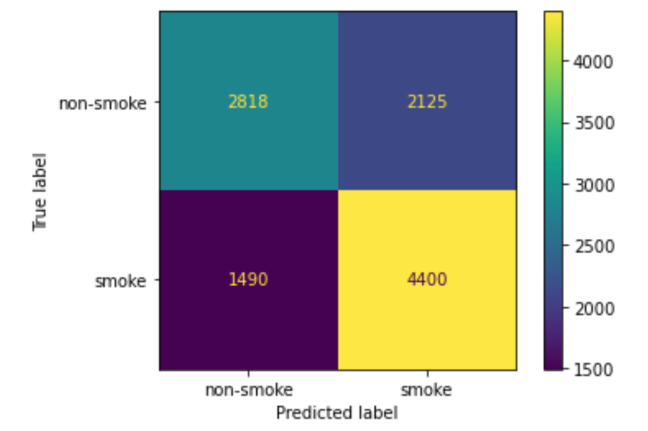 non-smoke
2818
2125
smoke
1490
4400
True label
non-smoke
smoke
Predicted label
4000
3500
3000
2500
2000
1500